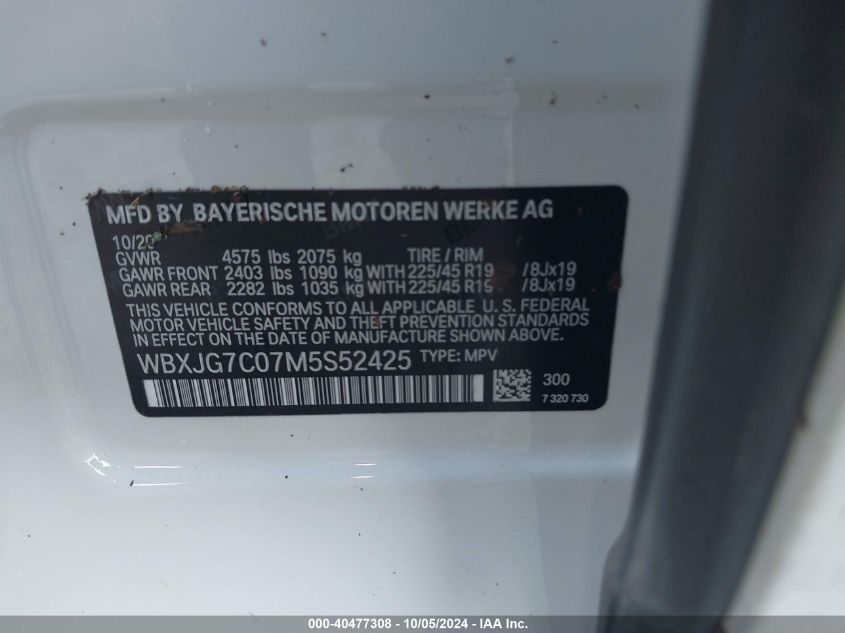 MFD BY BAYERISCHE MOTOREN WERKE AG
10/20
GVWR 4575 lbs 2075 kg TIRE / RIM
GAWR FRONT 2403 lbs 1090 kg WITH 225/45 R19 /8Jx19
GAWR REAR 2282 lbs 1035 kg WITH 225/45 R19 /8Jx19
THIS VEHICLE CONFORMS TO ALL APPLICABLE U. S. FEDERAL
MOTOR VEHICLE SAFETY AND THEFT PREVENTION STANDARDS
IN EFFECT ON THE DATE OF MANUFACTURE SHOWN ABOVE.
WBXJG7C07M5S52425 TYPE: MPV
300
7 320 730
000-40477308 - 10/05/2024 - IAA Inc.